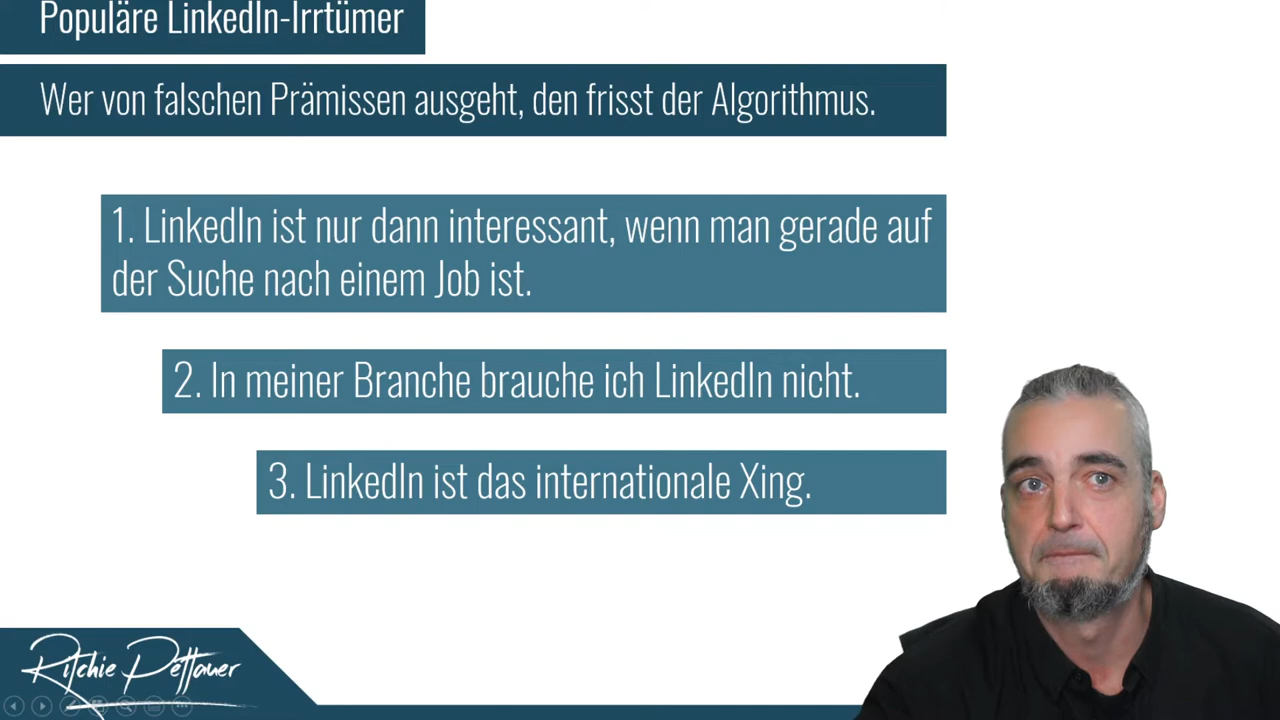 Populäre LinkedIn-Irrtümer
Wer von falschen Prämissen ausgeht, den frisst der Algorithmus.
1. LinkedIn ist nur dann interessant, wenn man gerade auf
der Suche nach einem Job ist.
2. In meiner Branche brauche ich LinkedIn nicht.
3. LinkedIn ist das internationale Xing.
Ritchie Pettauer